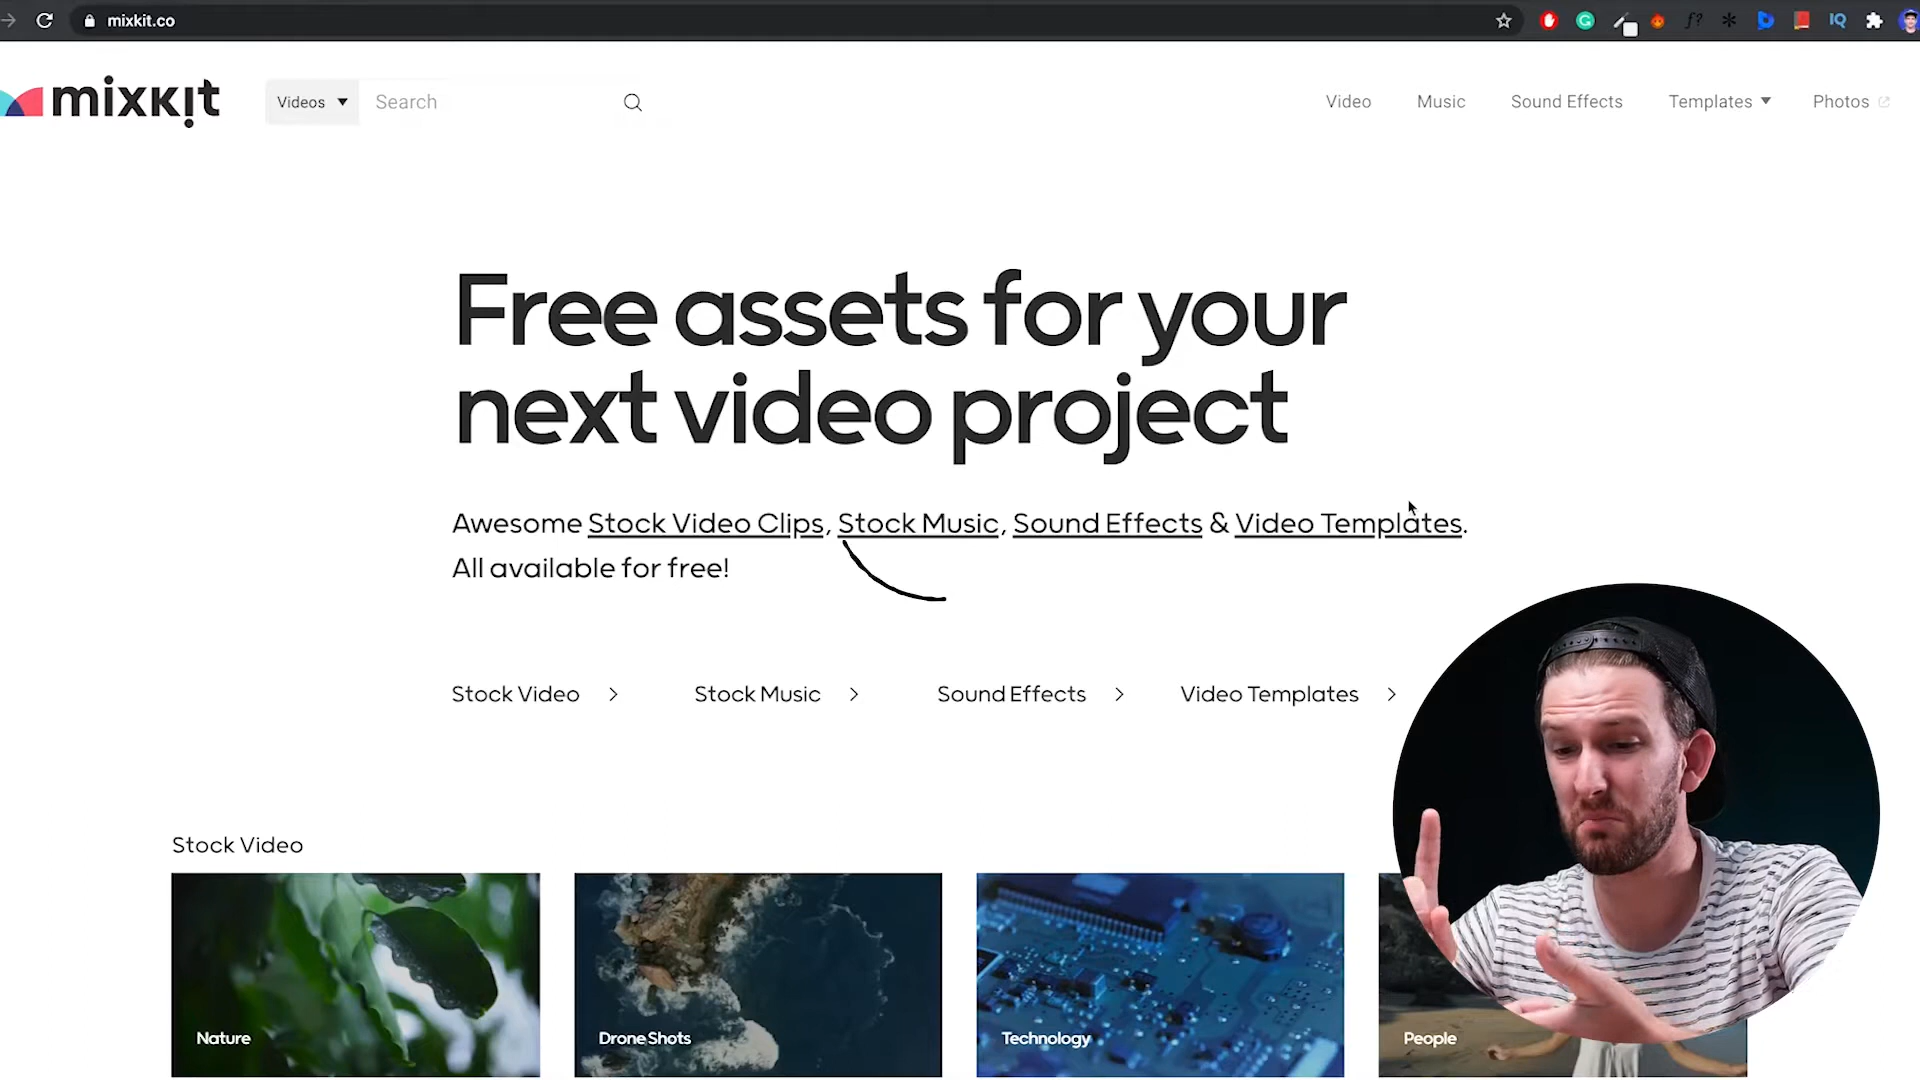 mixkit.co
mixkit
Videos
Search
Video
Music
Sound Effects
Templates
Photos
Free assets for your
next video project
Awesome Stock Video Clips, Stock Music, Sound Effects & Video Templates.
All available for free!
Stock Video
Stock Music
Sound Effects
Video Templates
Stock Video
Nature
Drone Shots
Technology
People
f?
IQ